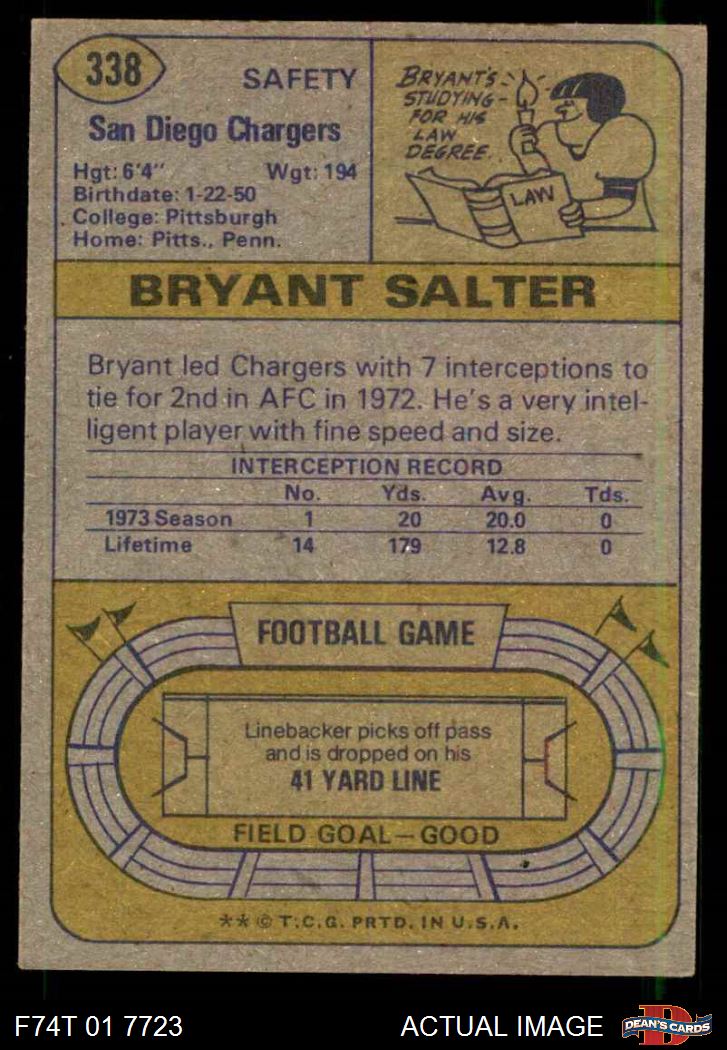 338
SAFETY
San Diego Chargers
Hgt: 6'4" Wgt: 194
Birthdate: 1-22-50
College: Pittsburgh
Home: Pitts., Penn.
BRYANT'S
STUDYING
FOR HIS
LAW
DEGREE.
LAW
BRYANT SALTER
Bryant led Chargers with 7 interceptions to
tie for 2nd in AFC in 1972. He's a very intel-
ligent player with fine speed and size.
INTERCEPTION RECORD
No. Yds. Avg. Tds.
1973 Season 1 20 20.0 0
Lifetime 14 179 12.8 0
FOOTBALL GAME
Linebacker picks off pass
and is dropped on his
41 YARD LINE
FIELD GOAL—GOOD
** © T.C.G. PRTD. IN U.S.A.
F74T 01 7723 ACTUAL IMAGE
D
DEAN'S CARDS